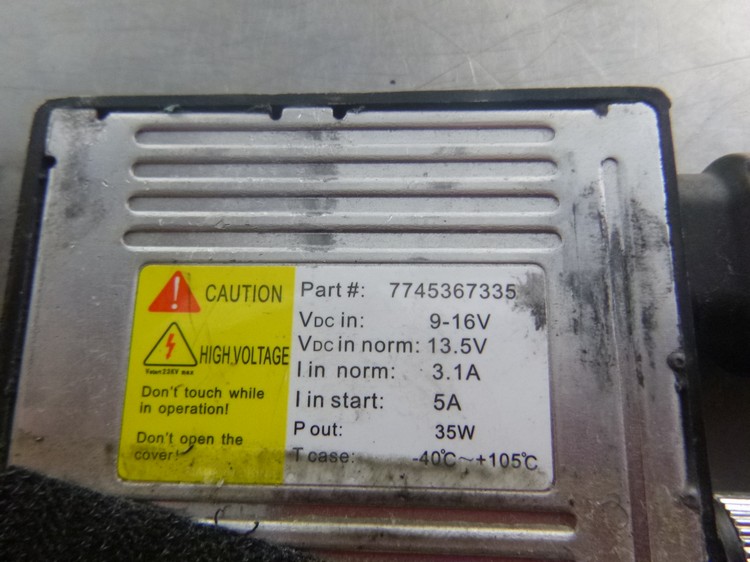 CAUTION
HIGH VOLTAGE
Don't touch while
in operation!
Don't open the
cover!
Part #: 7745367335
VDC in: 9-16V
VDC in norm: 13.5V
I in norm: 3.1A
I in start: 5A
P out: 35W
T case: -40℃～+105℃